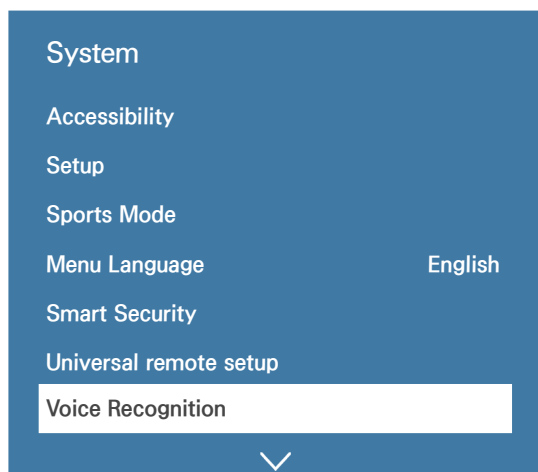 System
Accessibility
Setup
Sports Mode
Menu Language English
Smart Security
Universal remote setup
Voice Recognition